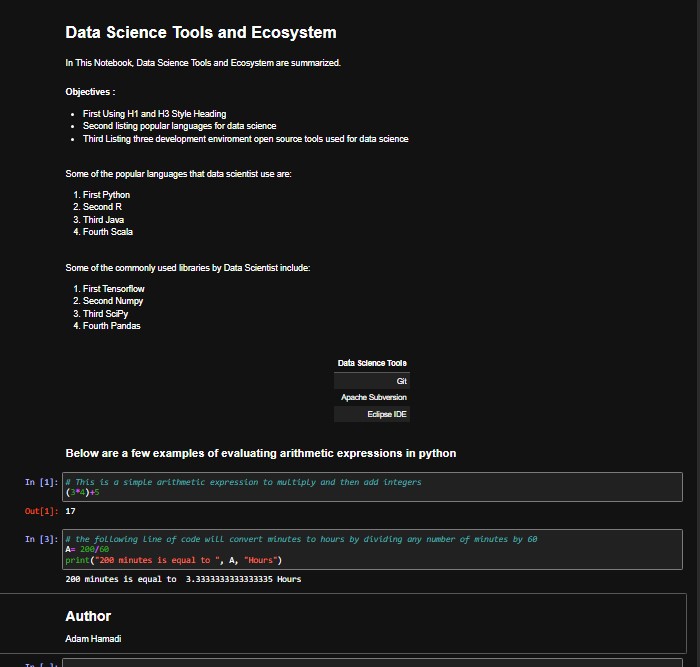 Data Science Tools and Ecosystem
In This Notebook, Data Science Tools and Ecosystem are summarized.
Objectives :
• First Using H1 and H3 Style Heading
• Second listing popular languages for data science
• Third Listing three development enviroment open source tools used for data science
Some of the popular languages that data scientist use are:
1. First Python
2. Second R
3. Third Java
4. Fourth Scala
Some of the commonly used libraries by Data Scientist include:
1. First Tensorflow
2. Second Numpy
3. Third SciPy
4. Fourth Pandas
Data Science Tools
Git
Apache Subversion
Eclipse IDE
Below are a few examples of evaluating arithmetic expressions in python
In [1]: # This is a simple arithmetic expression to multiply and then add integers
(3*4)+5
Out[1]: 17
In [3]: # the following line of code will convert minutes to hours by dividing any number of minutes by 60
A= 200/60
print("200 minutes is equal to ", A, "Hours")
200 minutes is equal to  3.3333333333333335 Hours
Author
Adam Hamadi
In [ ]: